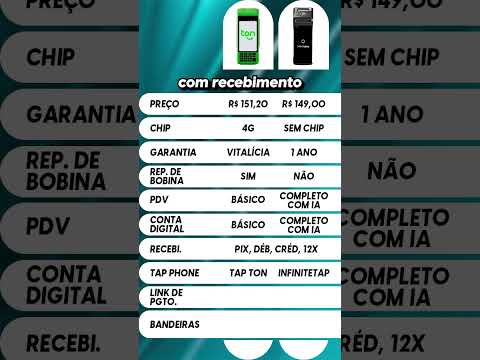 ton
com recebimento
PREÇO R$ 151,20 R$ 149,00
CHIP 4G SEM CHIP
GARANTIA VITALÍCIA 1 ANO
REP. DE BOBINA SIM NÃO
PDV BÁSICO COMPLETO COM IA
CONTA DIGITAL BÁSICO COMPLETO COM IA
RECEBI. PIX, DÉB, CRÉD, 12X
TAP PHONE TAP TON INFINITETAP
LINK DE PGTO.
BANDEIRAS
PREÇO
CHIP
GARANTIA
REP. DE
BOBINA
PDV
CONTA
DIGITAL
RECEBI.
R$ 149,00
SEM CHIP
1 ANO
NÃO
COMPLETO
COM IA
COMPLETO
COM IA
CRÉD, 12X